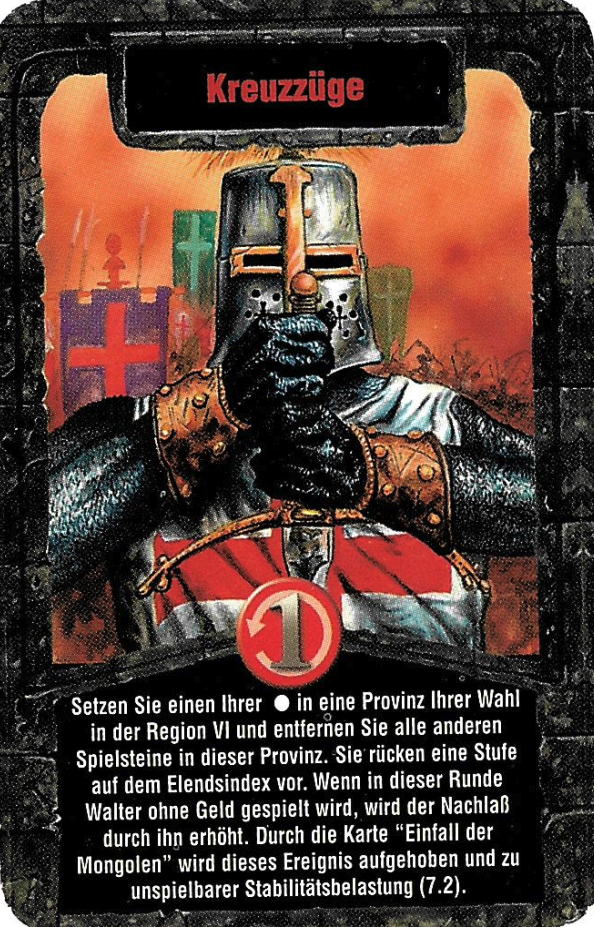 Kreuzzüge
1
Setzen Sie einen Ihrer ● in eine Provinz Ihrer Wahl
in der Region VI und entfernen Sie alle anderen
Spielsteine in dieser Provinz. Sie rücken eine Stufe
auf dem Elendsindex vor. Wenn in dieser Runde
Walter ohne Geld gespielt wird, wird der Nachlaß
durch ihn erhöht. Durch die Karte “Einfall der
Mongolen” wird dieses Ereignis aufgehoben und zu
unspielbarer Stabilitätsbelastung (7.2).